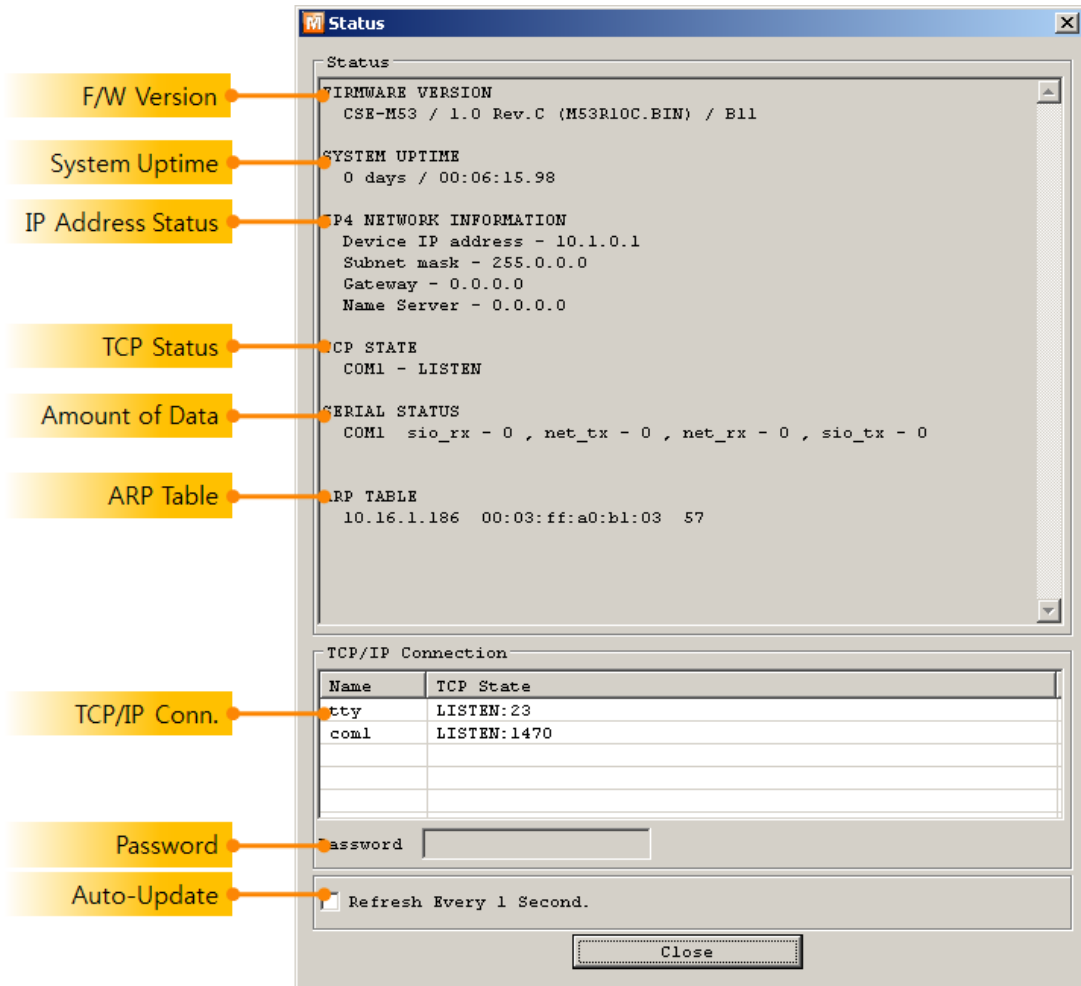 Status
Status
F/W Version
FIRMWARE VERSION
CSE-M53 / 1.0 Rev.C (M53R10C.BIN) / B11
System Uptime
SYSTEM UPTIME
0 days / 00:06:15.98
IP Address Status
IP4 NETWORK INFORMATION
Device IP address - 10.1.0.1
Subnet mask - 255.0.0.0
Gateway - 0.0.0.0
Name Server - 0.0.0.0
TCP Status
TCP STATE
COM1 - LISTEN
Amount of Data
SERIAL STATUS
COM1 sio_rx - 0 , net_tx - 0 , net_rx - 0 , sio_tx - 0
ARP Table
ARP TABLE
10.16.1.186 00:03:ff:a0:b1:03 57
TCP/IP Connection
Name TCP State
TCP/IP Conn.
tty LISTEN:23
com1 LISTEN:1470
Password
Password
Auto-Update
Refresh Every 1 Second.
Close